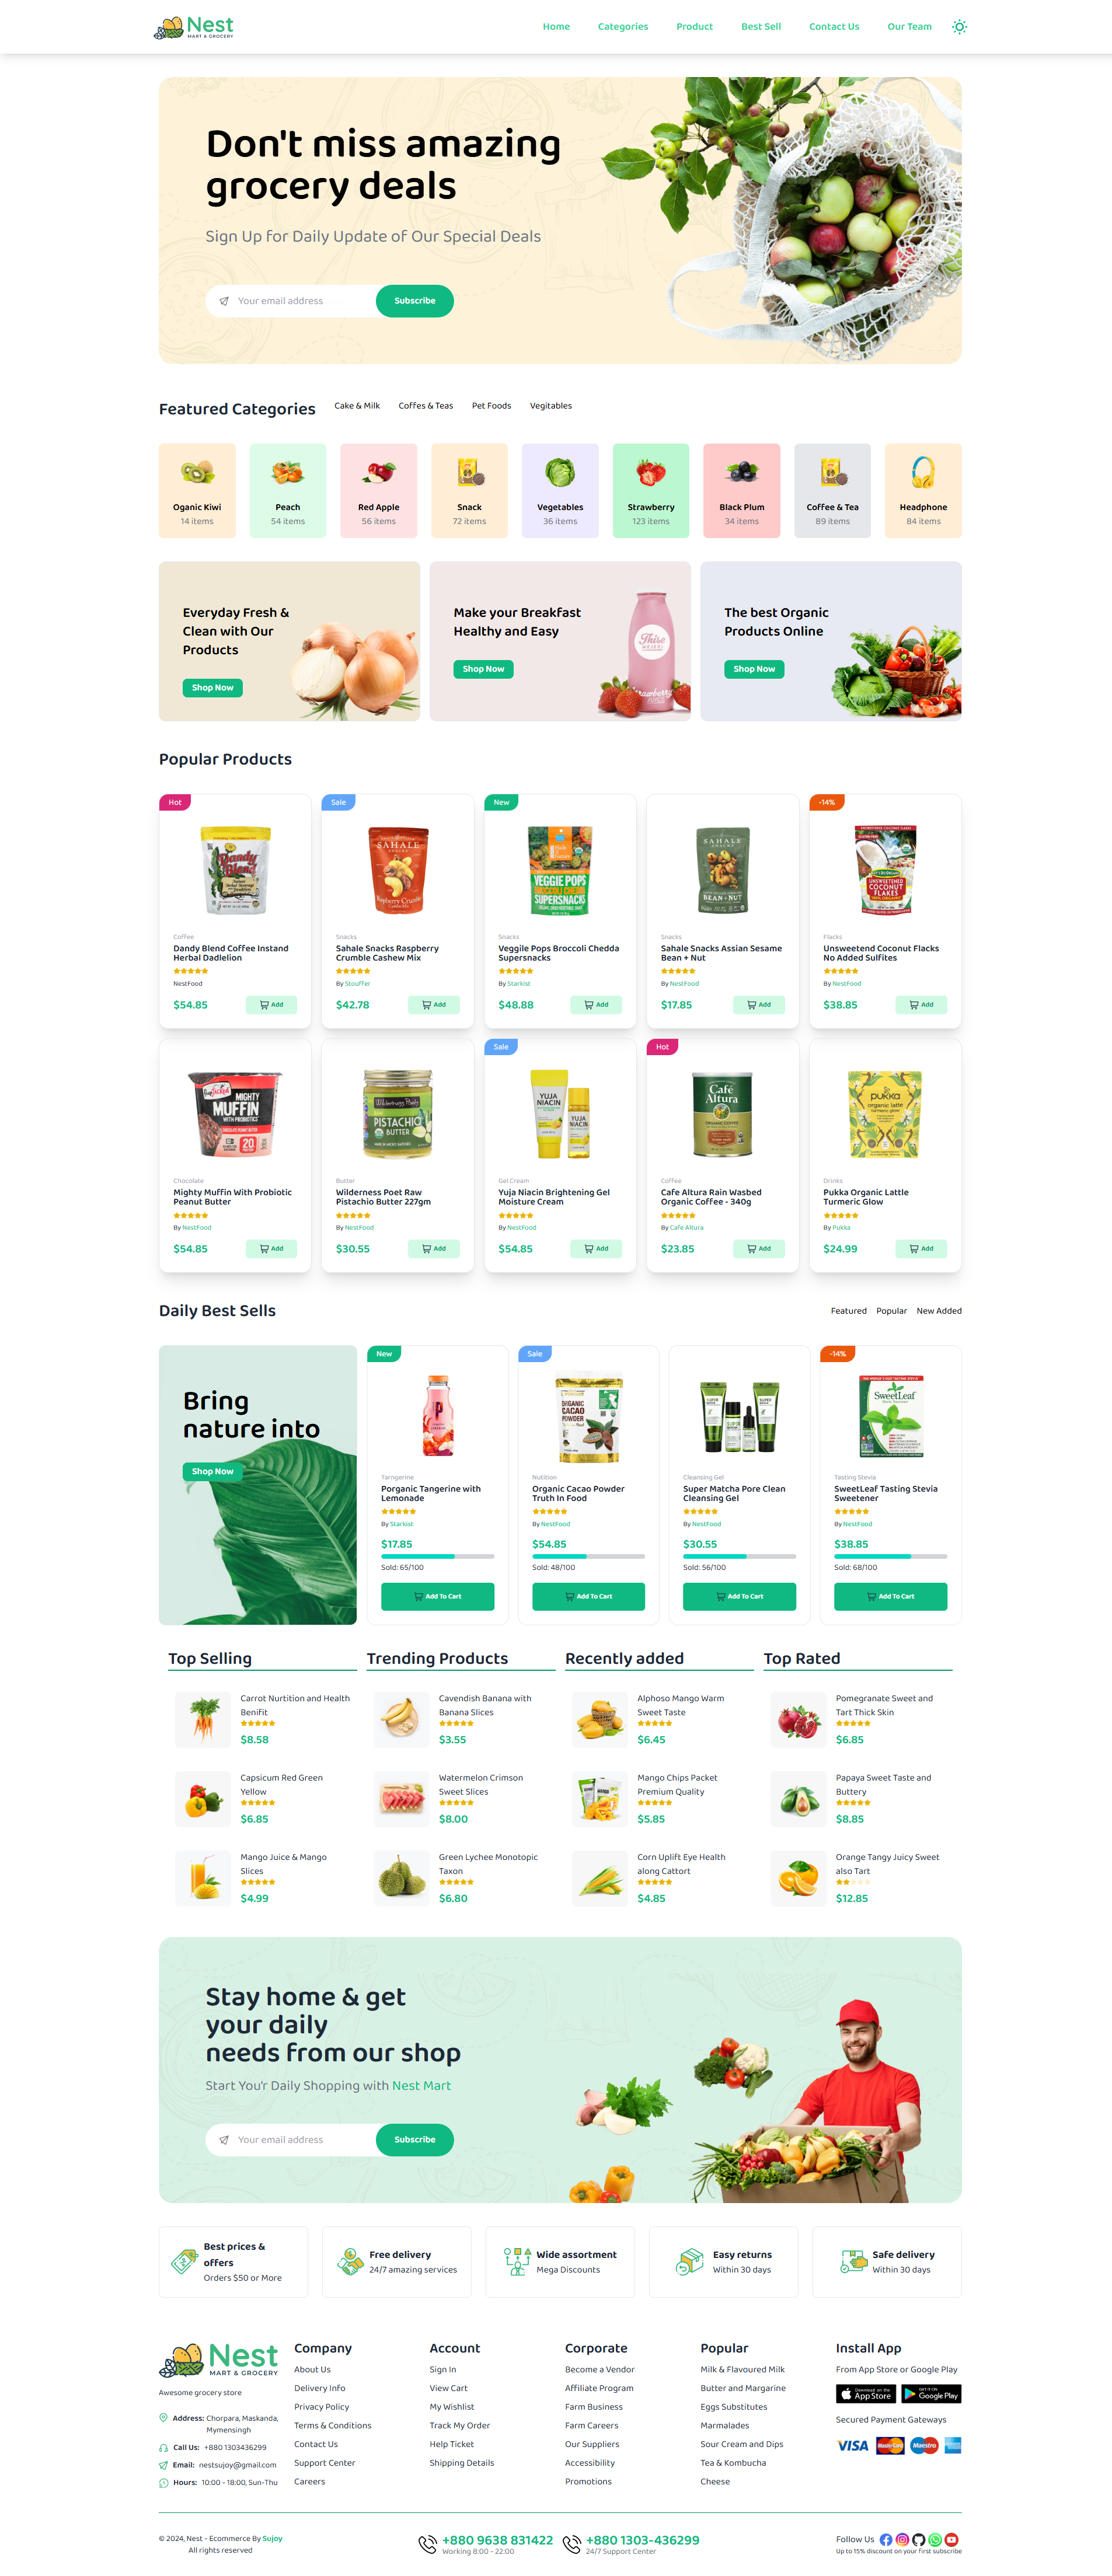 Nest
MART & GROCERY
Home Categories Product Best Sell Contact Us Our Team
Don't miss amazing
grocery deals
Sign Up for Daily Update of Our Special Deals
Your email address
Subscribe
Featured Categories
Cake & Milk Coffes & Teas Pet Foods Vegitables
Oganic Kiwi
14 items
Peach
54 items
Red Apple
56 items
Snack
72 items
Vegetables
36 items
Strawberry
123 items
Black Plum
34 items
Coffee & Tea
89 items
Headphone
84 items
Everyday Fresh &
Clean with Our
Products
Shop Now
Make your Breakfast
Healthy and Easy
Shop Now
The best Organic
Products Online
Shop Now
Popular Products
Hot
Coffee
Dandy Blend Coffee Instand
Herbal Dadlelion
NestFood
$54.85
Add
Sale
Snacks
Sahale Snacks Raspberry
Crumble Cashew Mix
By Stouffer
$42.78
Add
New
Snacks
Veggile Pops Broccoli Chedda
Supersnacks
By Starkist
$48.88
Add
Snacks
Sahale Snacks Assian Sesame
Bean + Nut
By NestFood
$17.85
Add
-14%
Flacks
Unsweetend Coconut Flacks
No Added Sulfites
By NestFood
$38.85
Add
Chocolate
Mighty Muffin With Probiotic
Peanut Butter
By NestFood
$54.85
Add
Butter
Wilderness Poet Raw
Pistachio Butter 227gm
By NestFood
$30.55
Add
Sale
Gel Cream
Yuja Niacin Brightening Gel
Moisture Cream
By NestFood
$54.85
Add
Hot
Coffee
Cafe Altura Rain Wasbed
Organic Coffee - 340g
By Cafe Altura
$23.85
Add
Drinks
Pukka Organic Lattle
Turmeric Glow
By Pukka
$24.99
Add
Daily Best Sells
Featured Popular New Added
Bring
nature into
Shop Now
New
Tarngerine
Porganic Tangerine with
Lemonade
By Starkist
$17.85
Sold: 65/100
Add To Cart
Sale
Nutition
Organic Cacao Powder
Truth In Food
By NestFood
$54.85
Sold: 48/100
Add To Cart
Cleansing Gel
Super Matcha Pore Clean
Cleansing Gel
By NestFood
$30.55
Sold: 56/100
Add To Cart
-14%
Tasting Stevia
SweetLeaf Tasting Stevia
Sweetener
By NestFood
$38.85
Sold: 68/100
Add To Cart
Top Selling
Carrot Nurtition and Health
Benifit
$8.58
Capsicum Red Green
Yellow
$6.85
Mango Juice & Mango
Slices
$4.99
Trending Products
Cavendish Banana with
Banana Slices
$3.55
Watermelon Crimson
Sweet Slices
$8.00
Green Lychee Monotopic
Taxon
$6.80
Recently added
Alphoso Mango Warm
Sweet Taste
$6.45
Mango Chips Packet
Premium Quality
$5.85
Corn Uplift Eye Health
along Cattort
$4.85
Top Rated
Pomegranate Sweet and
Tart Thick Skin
$6.85
Papaya Sweet Taste and
Buttery
$8.85
Orange Tangy Juicy Sweet
also Tart
$12.85
Stay home & get
your daily
needs from our shop
Start You'r Daily Shopping with Nest Mart
Your email address
Subscribe
Best prices &
offers
Orders $50 or More
Free delivery
24/7 amazing services
Wide assortment
Mega Discounts
Easy returns
Within 30 days
Safe delivery
Within 30 days
Nest
MART & GROCERY
Awesome grocery store
Address: Chorpara, Maskanda,
Mymensingh
Call Us: +880 1303436299
Email: nestsujoy@gmail.com
Hours: 10:00 - 18:00, Sun-Thu
Company
About Us
Delivery Info
Privacy Policy
Terms & Conditions
Contact Us
Support Center
Careers
Account
Sign In
View Cart
My Wishlist
Track My Order
Help Ticket
Shipping Details
Corporate
Become a Vendor
Affiliate Program
Farm Business
Farm Careers
Our Suppliers
Accessibility
Promotions
Popular
Milk & Flavoured Milk
Butter and Margarine
Eggs Substitutes
Marmalades
Sour Cream and Dips
Tea & Kombucha
Cheese
Install App
From App Store or Google Play
App Store
Google Play
Secured Payment Gateways
VISA MasterCard Maestro
© 2024, Nest - Ecommerce By Sujoy
All rights reserved
+880 9638 831422
Working 8:00 - 22:00
+880 1303-436299
24/7 Support Center
Follow Us
Up to 15% discount on your first subscribe